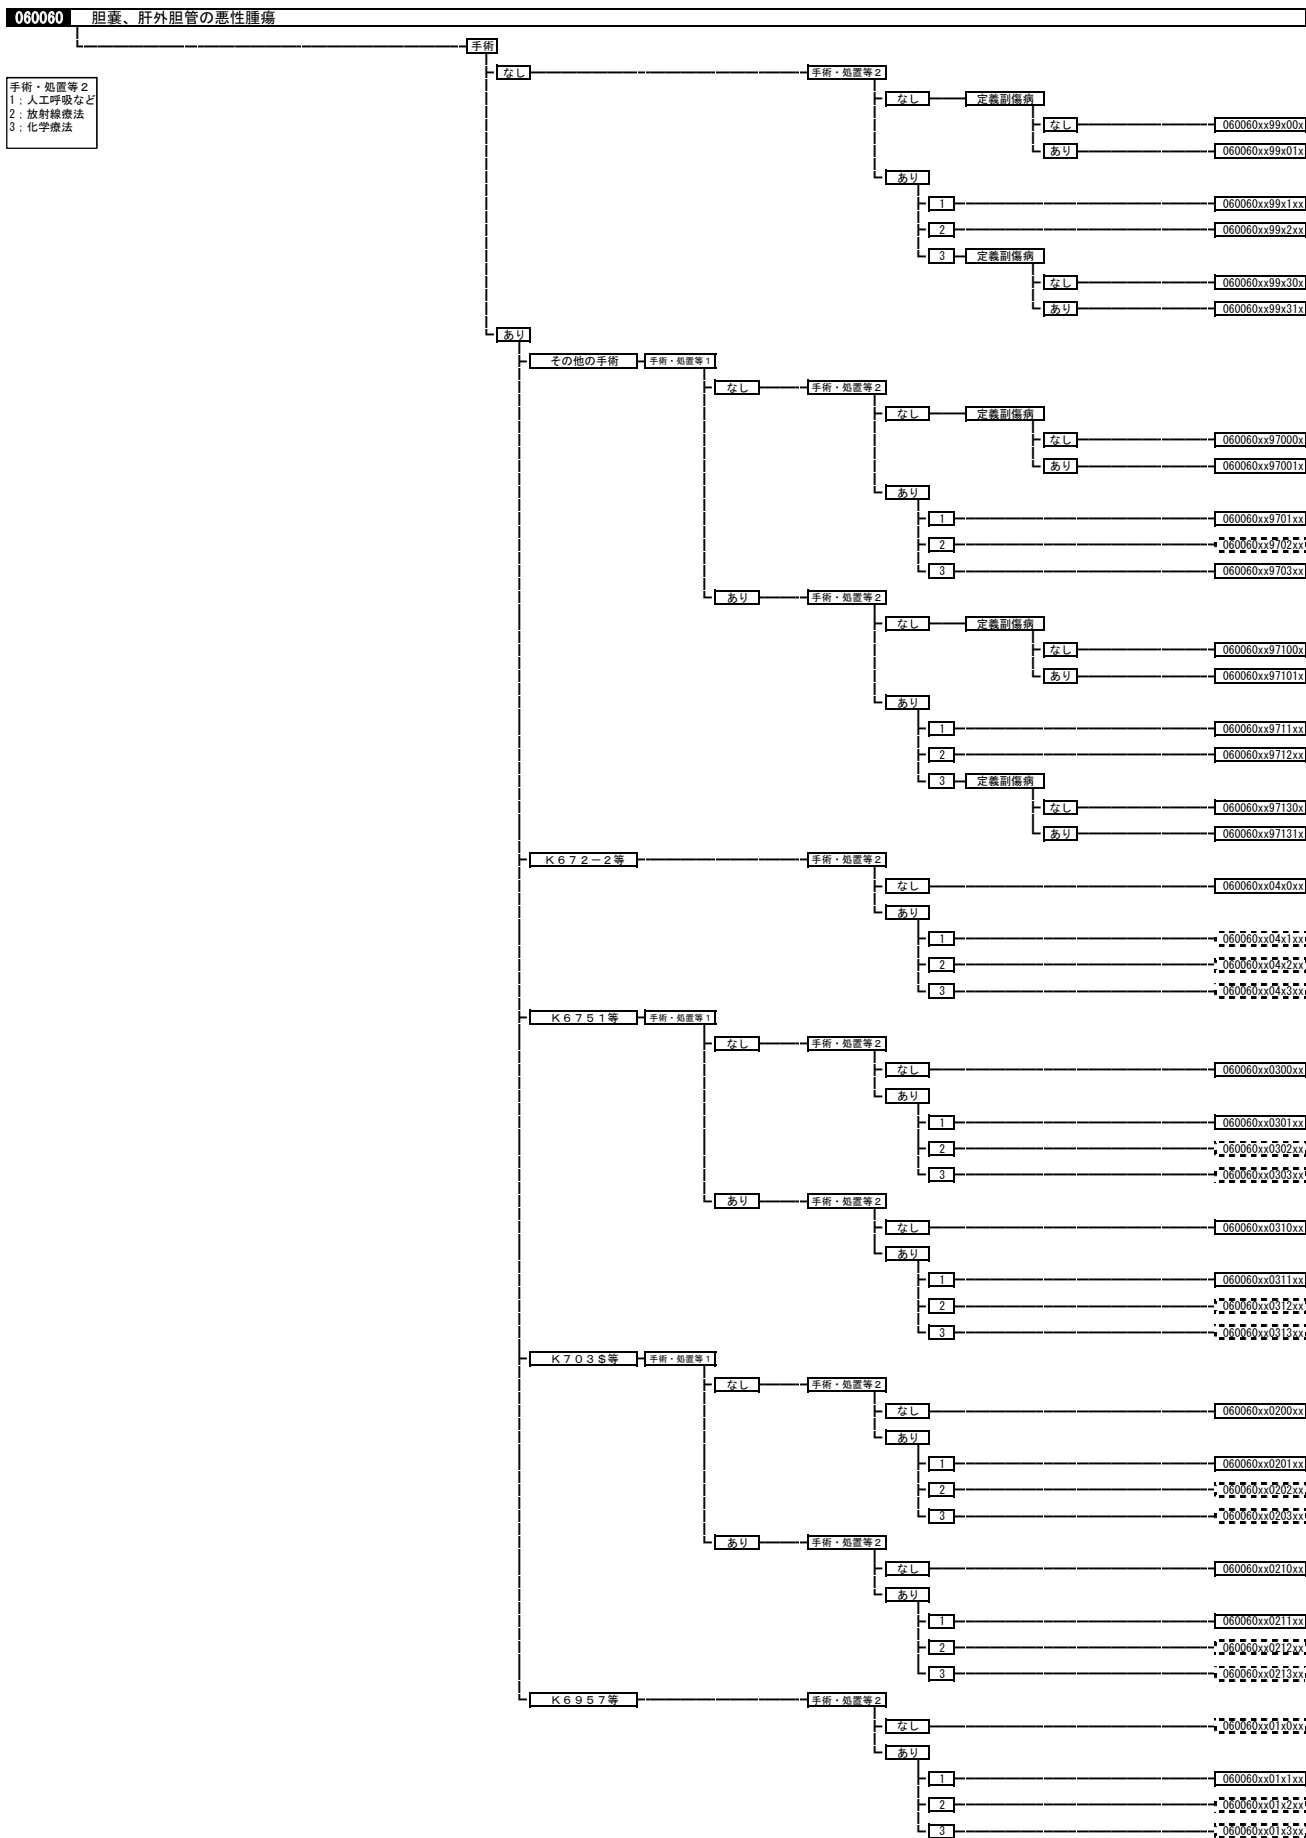 060060 胆嚢、肝外胆管の悪性腫瘍
手術
なし 手術・処置等2
手術・処置等2
1:人工呼吸など
2:放射線療法
3:化学療法
なし 定義副傷病
なし 060060xx99x00x
あり 060060xx99x01x
あり
1 060060xx99x1xx
2 060060xx99x2xx
3 定義副傷病
なし 060060xx99x30x
あり 060060xx99x31x
あり
その他の手術 手術・処置等1
なし 手術・処置等2
なし 定義副傷病
なし 060060xx97000x
あり 060060xx97001x
あり
1 060060xx9701xx
2 060060xx9702xx
3 060060xx9703xx
あり 手術・処置等2
なし 定義副傷病
なし 060060xx97100x
あり 060060xx97101x
あり
1 060060xx9711xx
2 060060xx9712xx
3 定義副傷病
なし 060060xx97130x
あり 060060xx97131x
K672-2等 手術・処置等2
なし 060060xx04x0xx
あり
1 060060xx04x1xx
2 060060xx04x2xx
3 060060xx04x3xx
K6751等 手術・処置等1
なし 手術・処置等2
なし 060060xx0300xx
あり
1 060060xx0301xx
2 060060xx0302xx
3 060060xx0303xx
あり 手術・処置等2
なし 060060xx0310xx
あり
1 060060xx0311xx
2 060060xx0312xx
3 060060xx0313xx
K703$等 手術・処置等1
なし 手術・処置等2
なし 060060xx0200xx
あり
1 060060xx0201xx
2 060060xx0202xx
3 060060xx0203xx
あり 手術・処置等2
なし 060060xx0210xx
あり
1 060060xx0211xx
2 060060xx0212xx
3 060060xx0213xx
K6957等 手術・処置等2
なし 060060xx01x0xx
あり
1 060060xx01x1xx
2 060060xx01x2xx
3 060060xx01x3xx